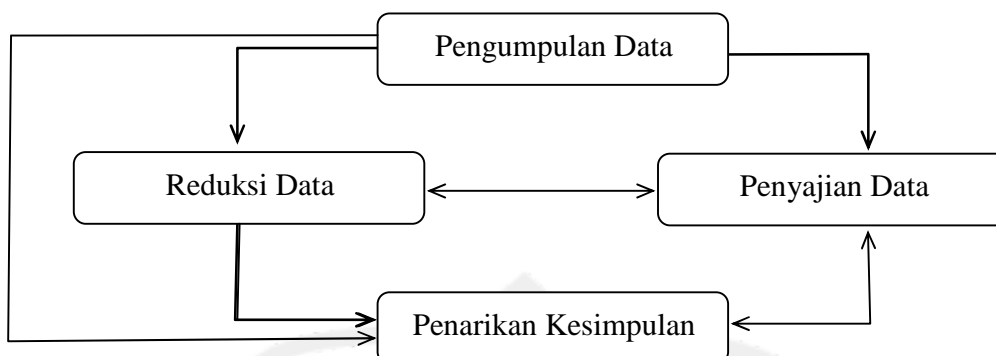 Pengumpulan Data
Reduksi Data
Penyajian Data
Penarikan Kesimpulan